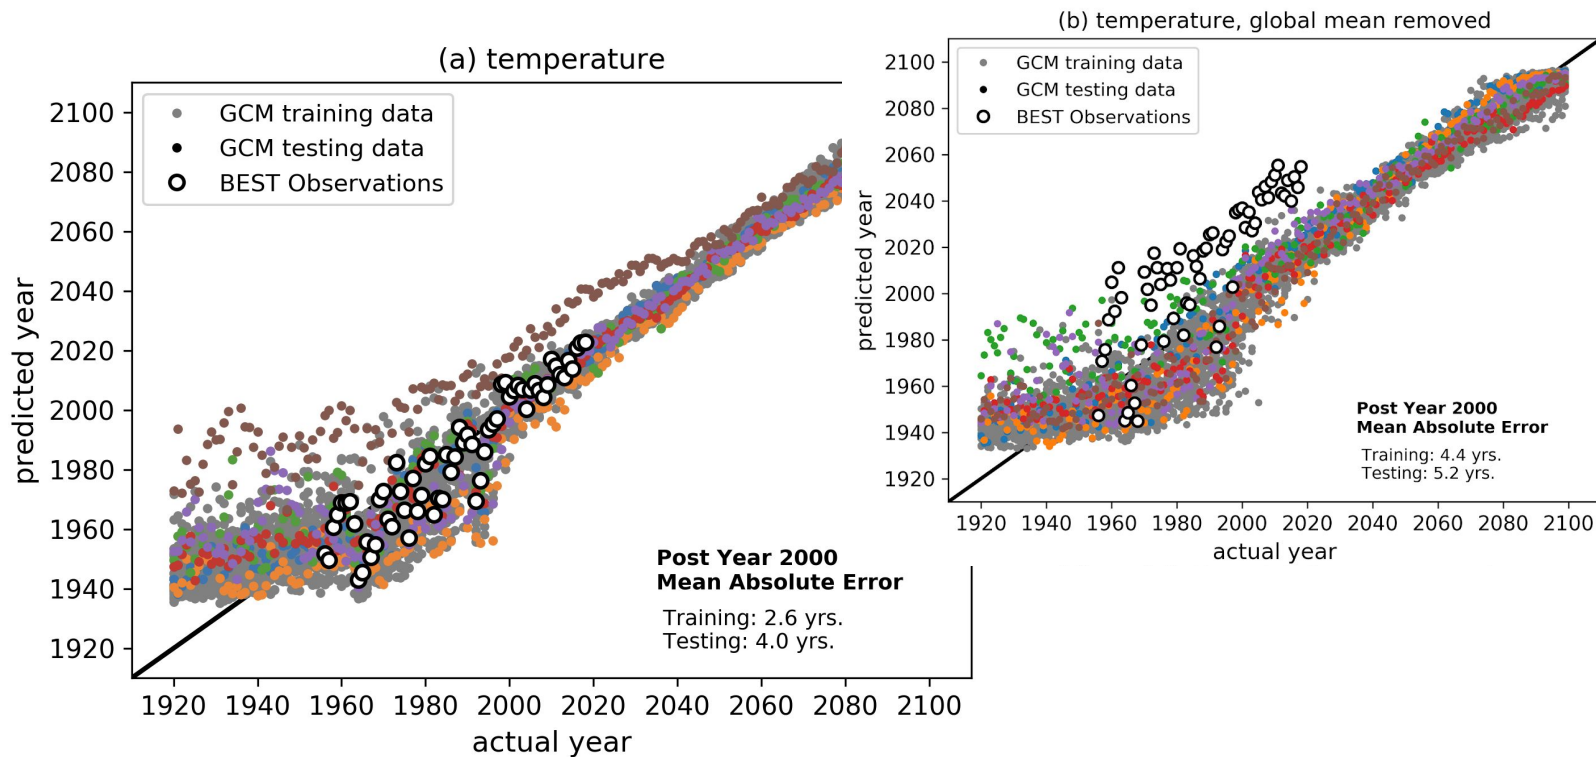 (a) temperature
2100
2080
2060
2040
2020
2000
1980
1960
1940
1920
predicted year
GCM training data
GCM testing data
BEST Observations
Post Year 2000
Mean Absolute Error
Training: 2.6 yrs.
Testing: 4.0 yrs.
1920 1940 1960 1980 2000 2020 2040 2060 2080 2100
actual year
(b) temperature, global mean removed
2100
2080
2060
2040
2020
2000
1980
1960
1940
1920
predicted year
GCM training data
GCM testing data
BEST Observations
Post Year 2000
Mean Absolute Error
Training: 4.4 yrs.
Testing: 5.2 yrs.
1920 1940 1960 1980 2000 2020 2040 2060 2080 2100
actual year